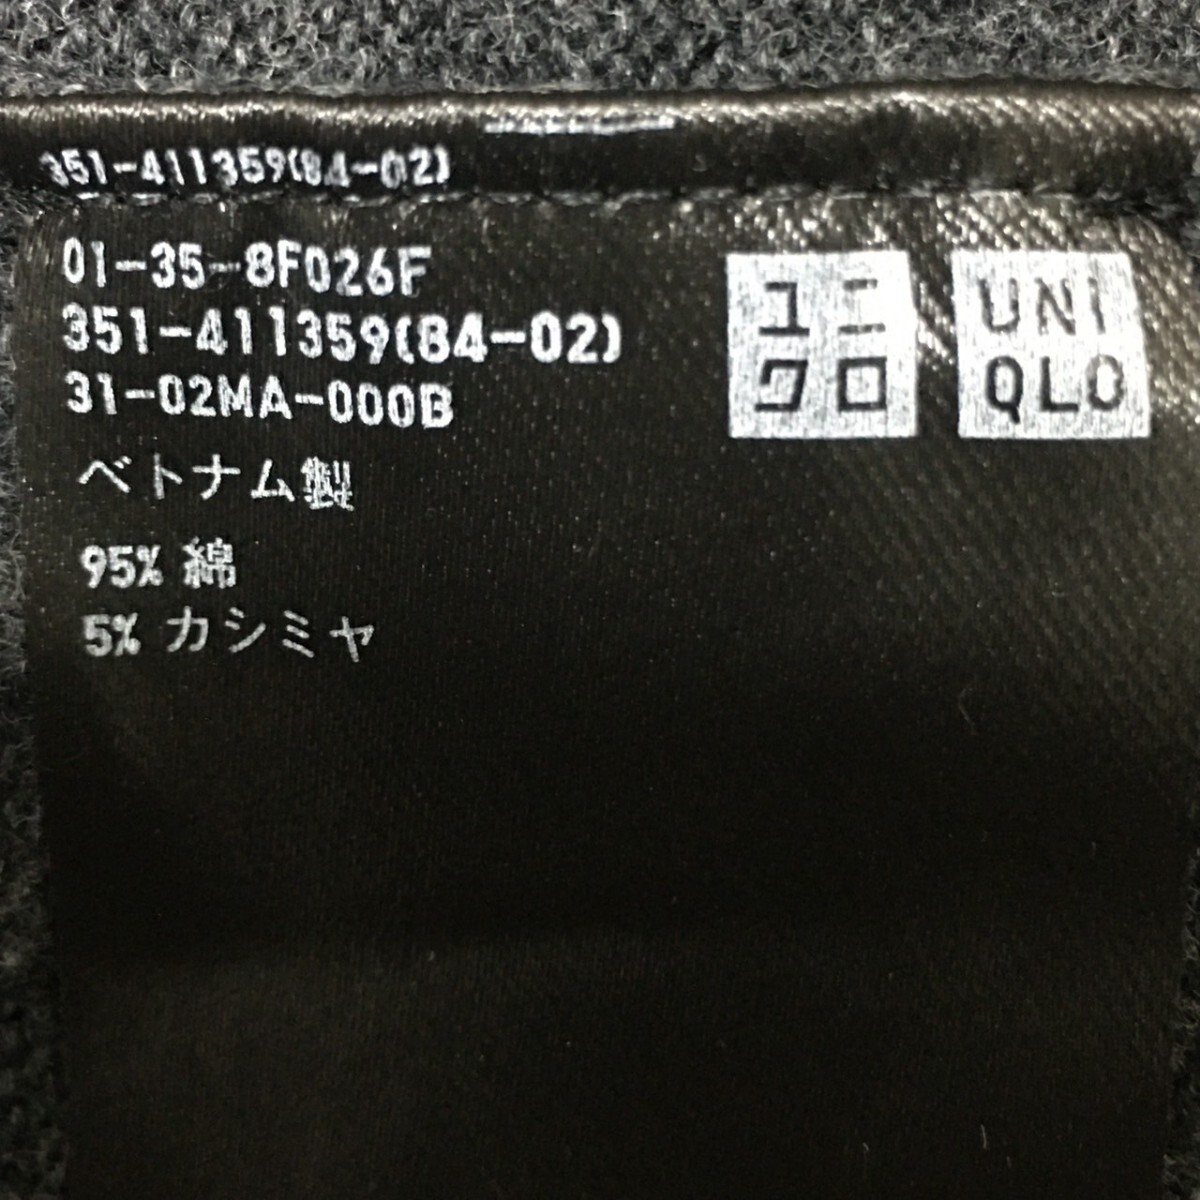 351-411359(84-02)
01-35-8F026F
351-411359(84-02)
31-02MA-000B
ベトナム製
95% 綿
5% カシミヤ
ユニ
クロ
UNI
QLO